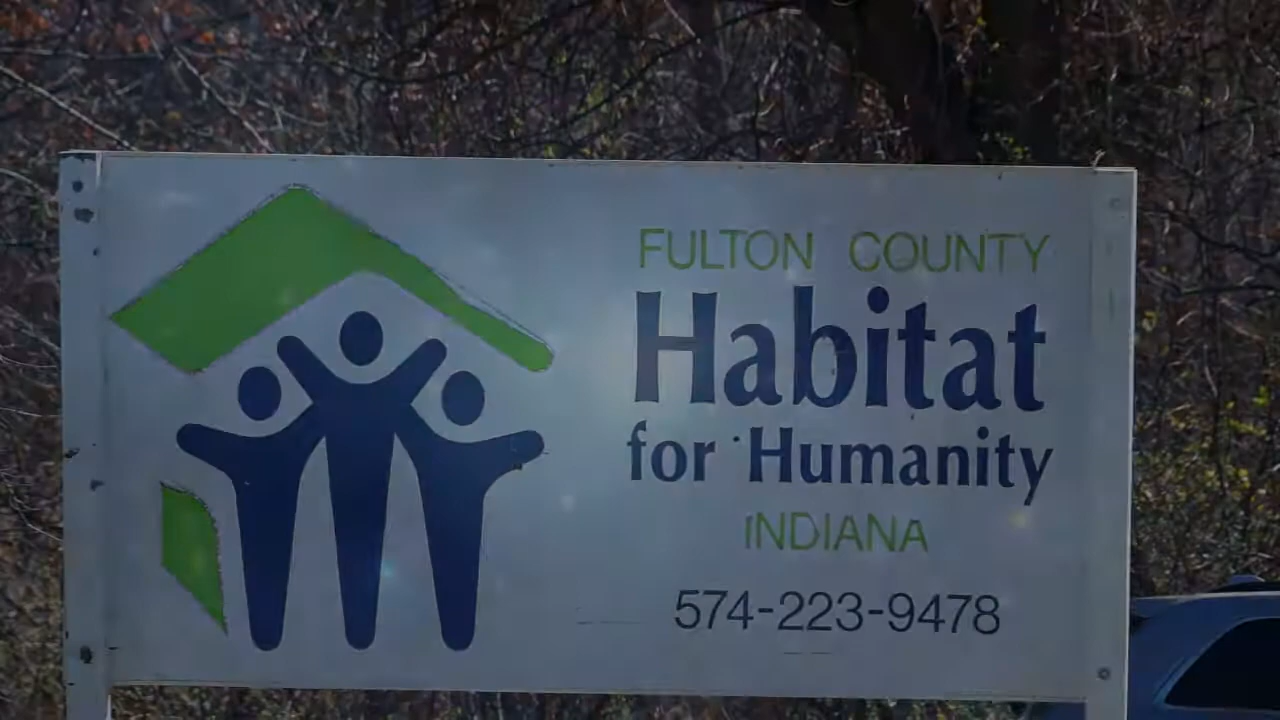 FULTON COUNTY
Habitat
for Humanity
INDIANA
574-223-9478